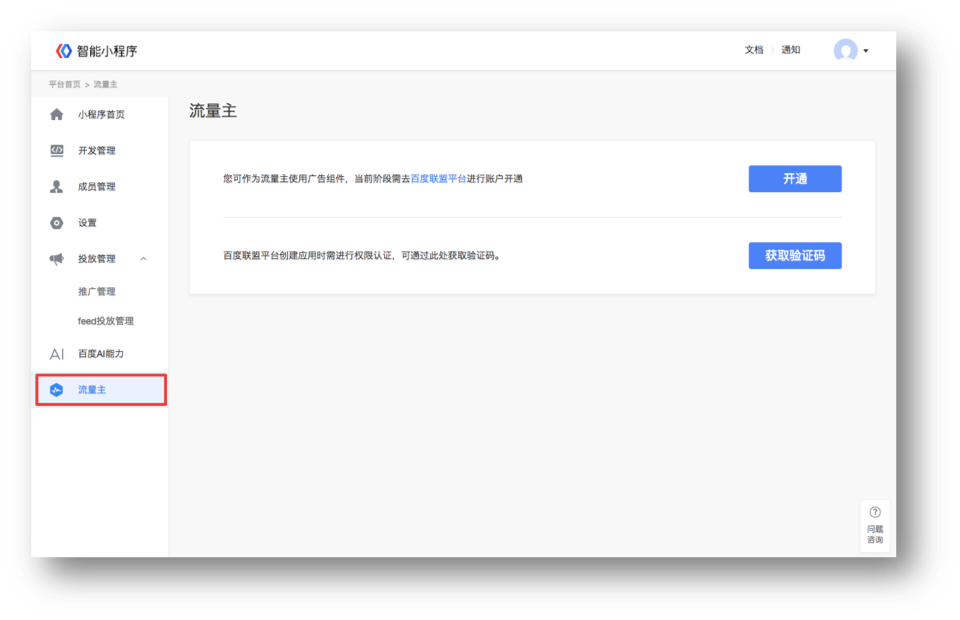 智能小程序
文档 通知
平台首页 > 流量主
小程序首页
开发管理
成员管理
设置
投放管理
推广管理
feed投放管理
AI 百度AI能力
流量主
流量主
您可作为流量主使用广告组件，当前阶段需去百度联盟平台进行账户开通
开通
百度联盟平台创建应用时需进行权限认证，可通过此处获取验证码。
获取验证码
问题
咨询